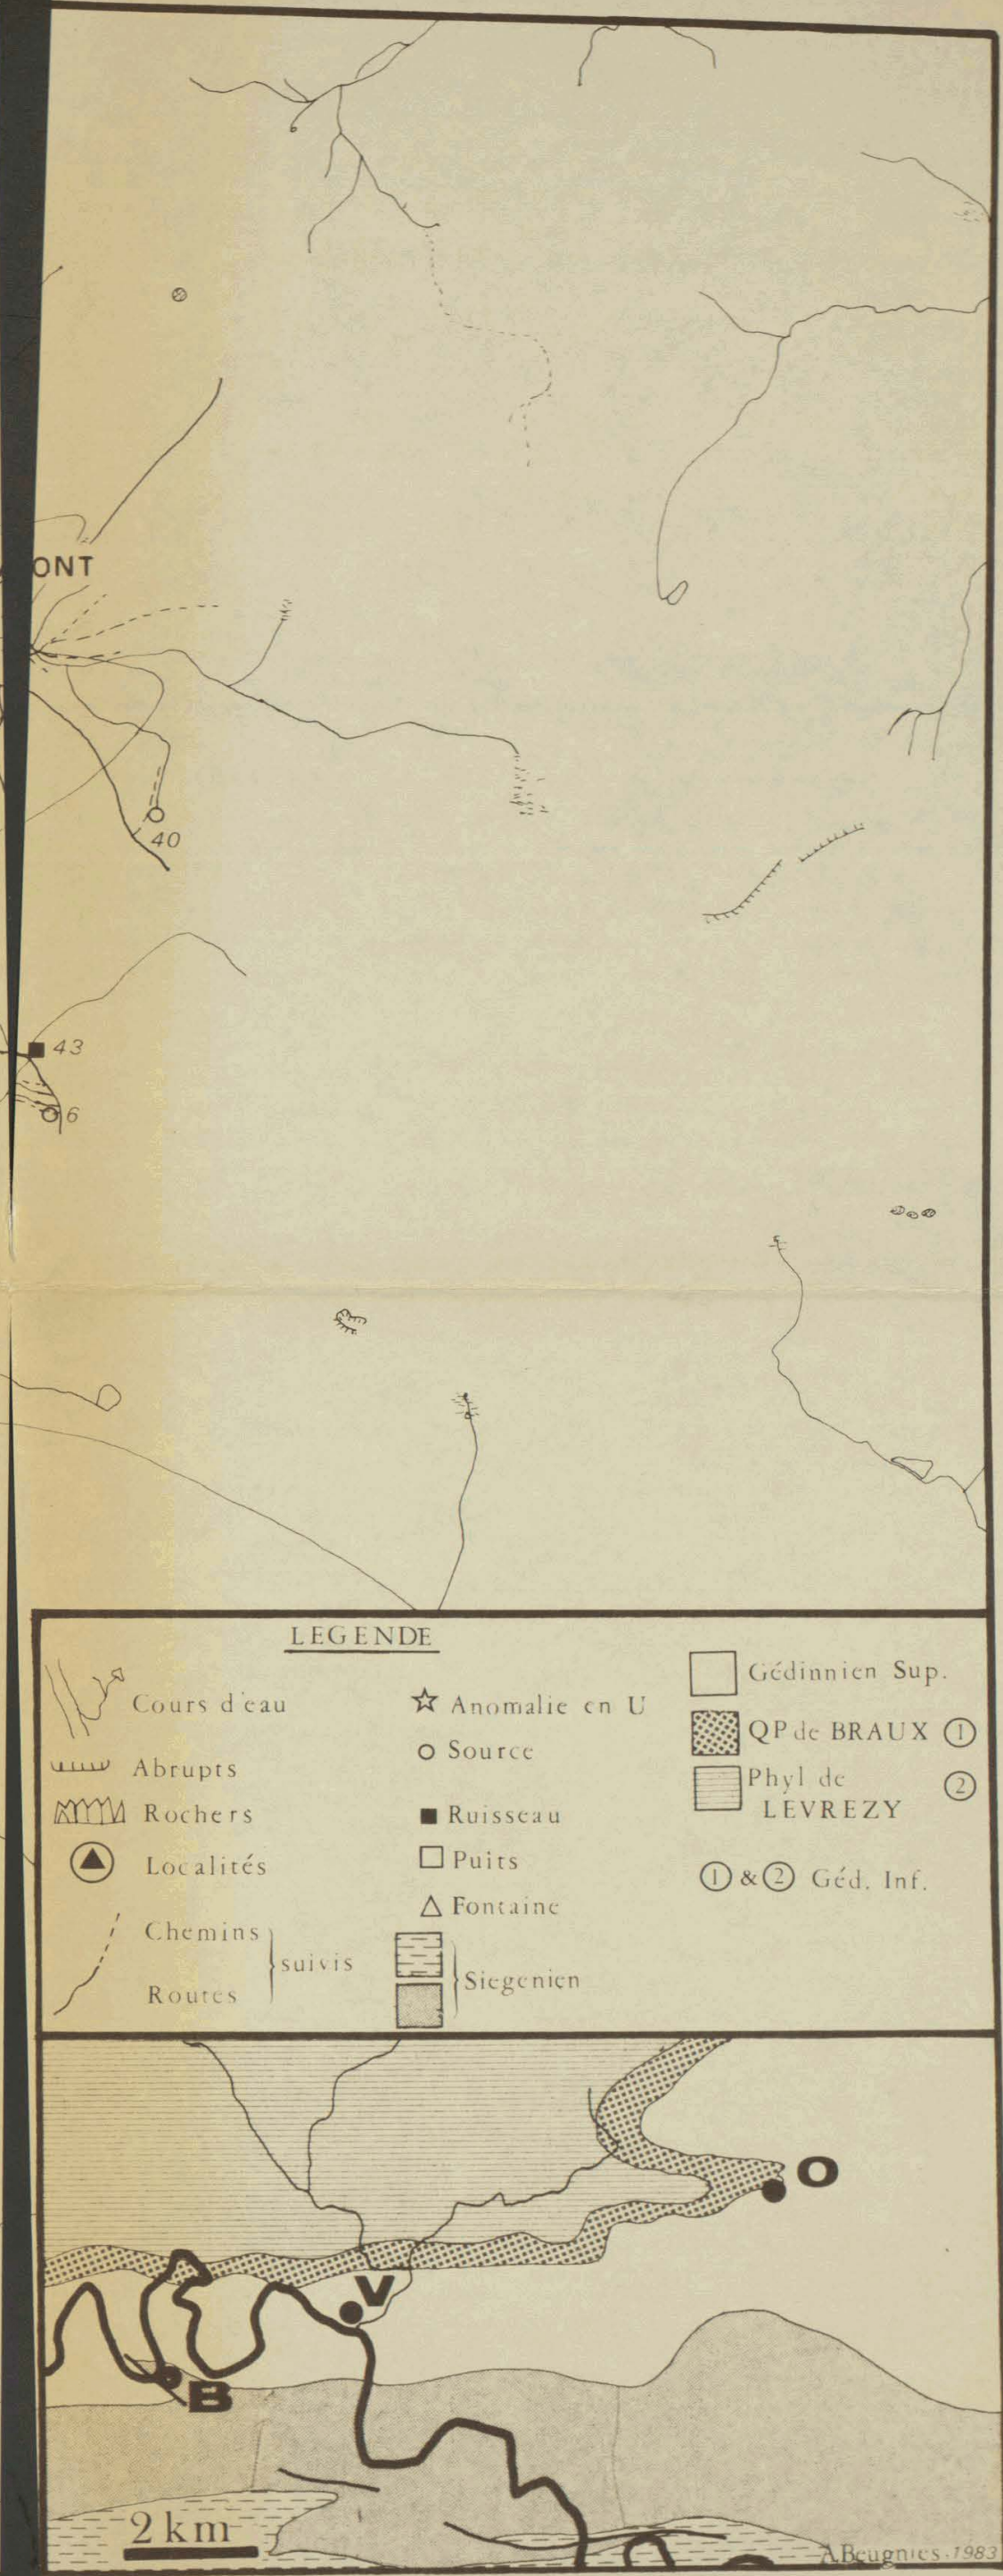 ONT
40
43
6
LEGENDE
Cours d'eau
Abrupts
Rochers
Localités
Chemins
Routes
suivis
Anomalie en U
Source
Ruisseau
Puits
Fontaine
Siegenien
Gédinnien Sup.
QP de BRAUX 1
Phyl de 2
LEVREZY
1 & 2 Géd. Inf.
O
V
B
2 km
A.Beugnies.1983